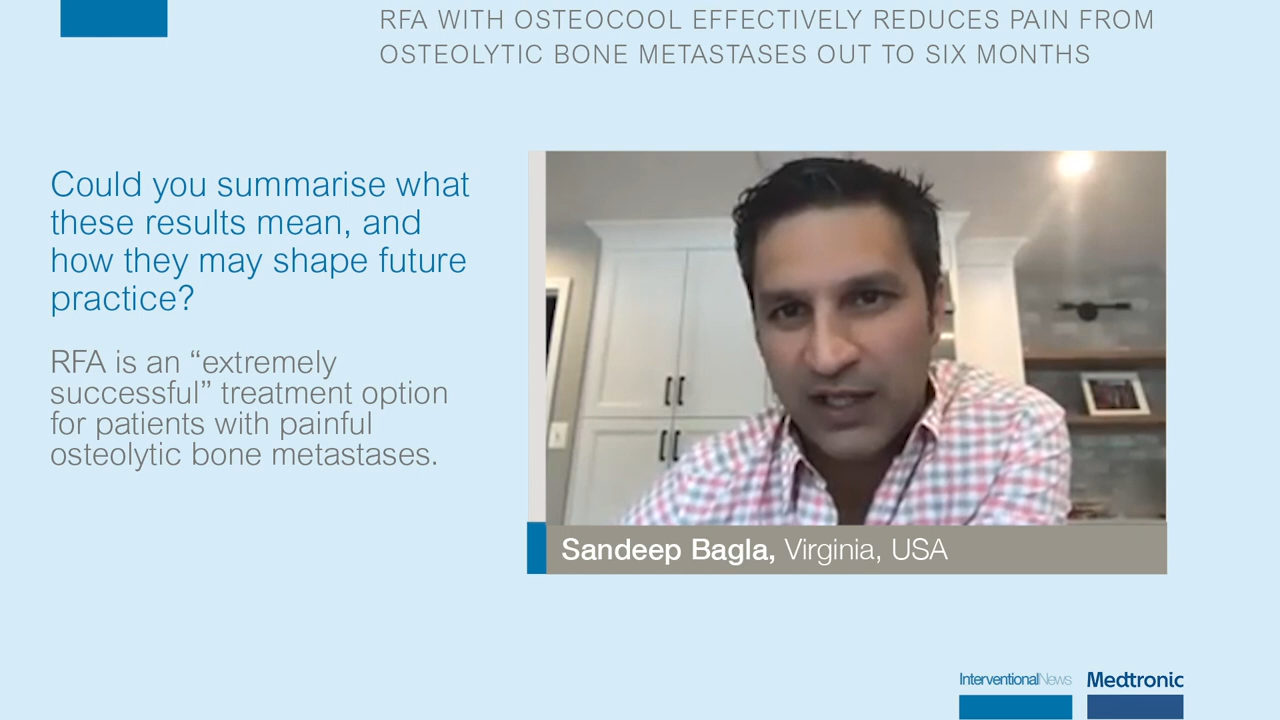 RFA WITH OSTEOCOOL EFFECTIVELY REDUCES PAIN FROM
OSTEOLYTIC BONE METASTASES OUT TO SIX MONTHS
Could you summarise what
these results mean, and
how they may shape future
practice?
RFA is an “extremely
successful” treatment option
for patients with painful
osteolytic bone metastases.
Sandeep Bagla, Virginia, USA
InterventionalNews
Medtronic